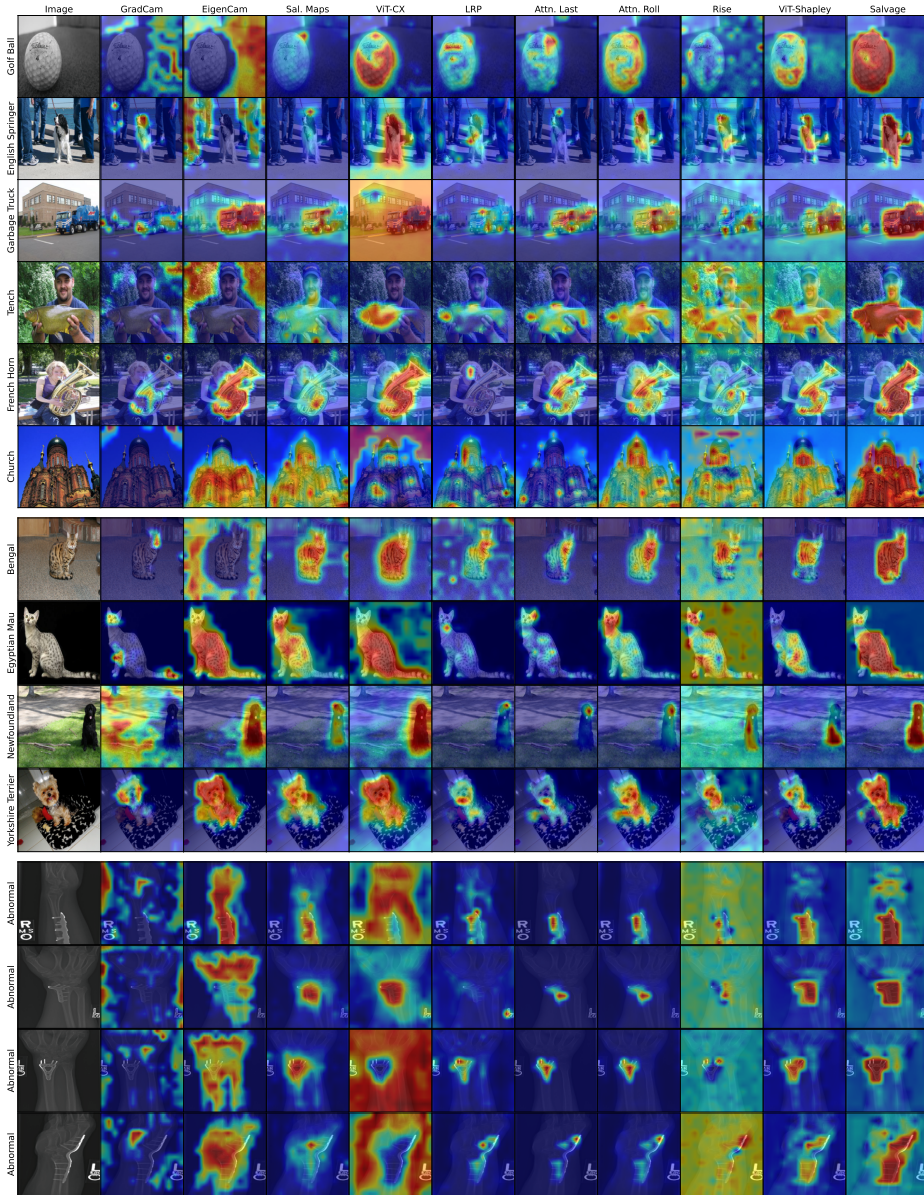 Image GradCam EigenCam Sal. Maps ViT-CX LRP Attn. Last Attn. Roll Rise ViT-Shapley Salvage
Golf Ball
English Springer
Garbage Truck
Tench
French Horn
Church
Bengal
Egyptian Mau
Newfoundland
Yorkshire Terrier
Abnormal
Abnormal
Abnormal
Abnormal